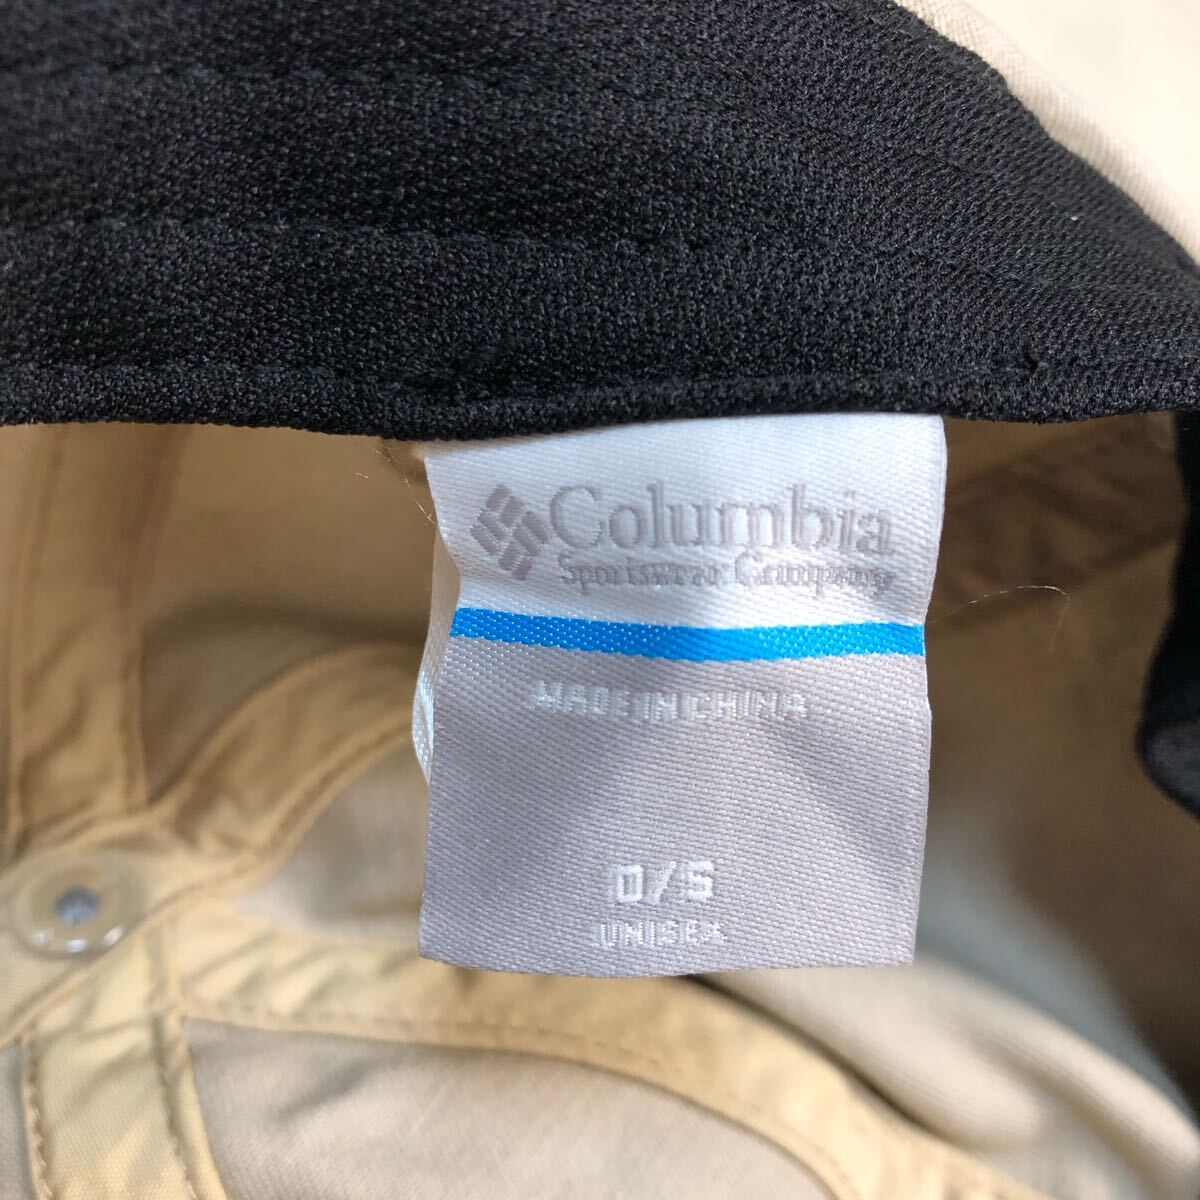 Columbia
Sportswear Company
MADE IN CHINA
O/S
UNISEX